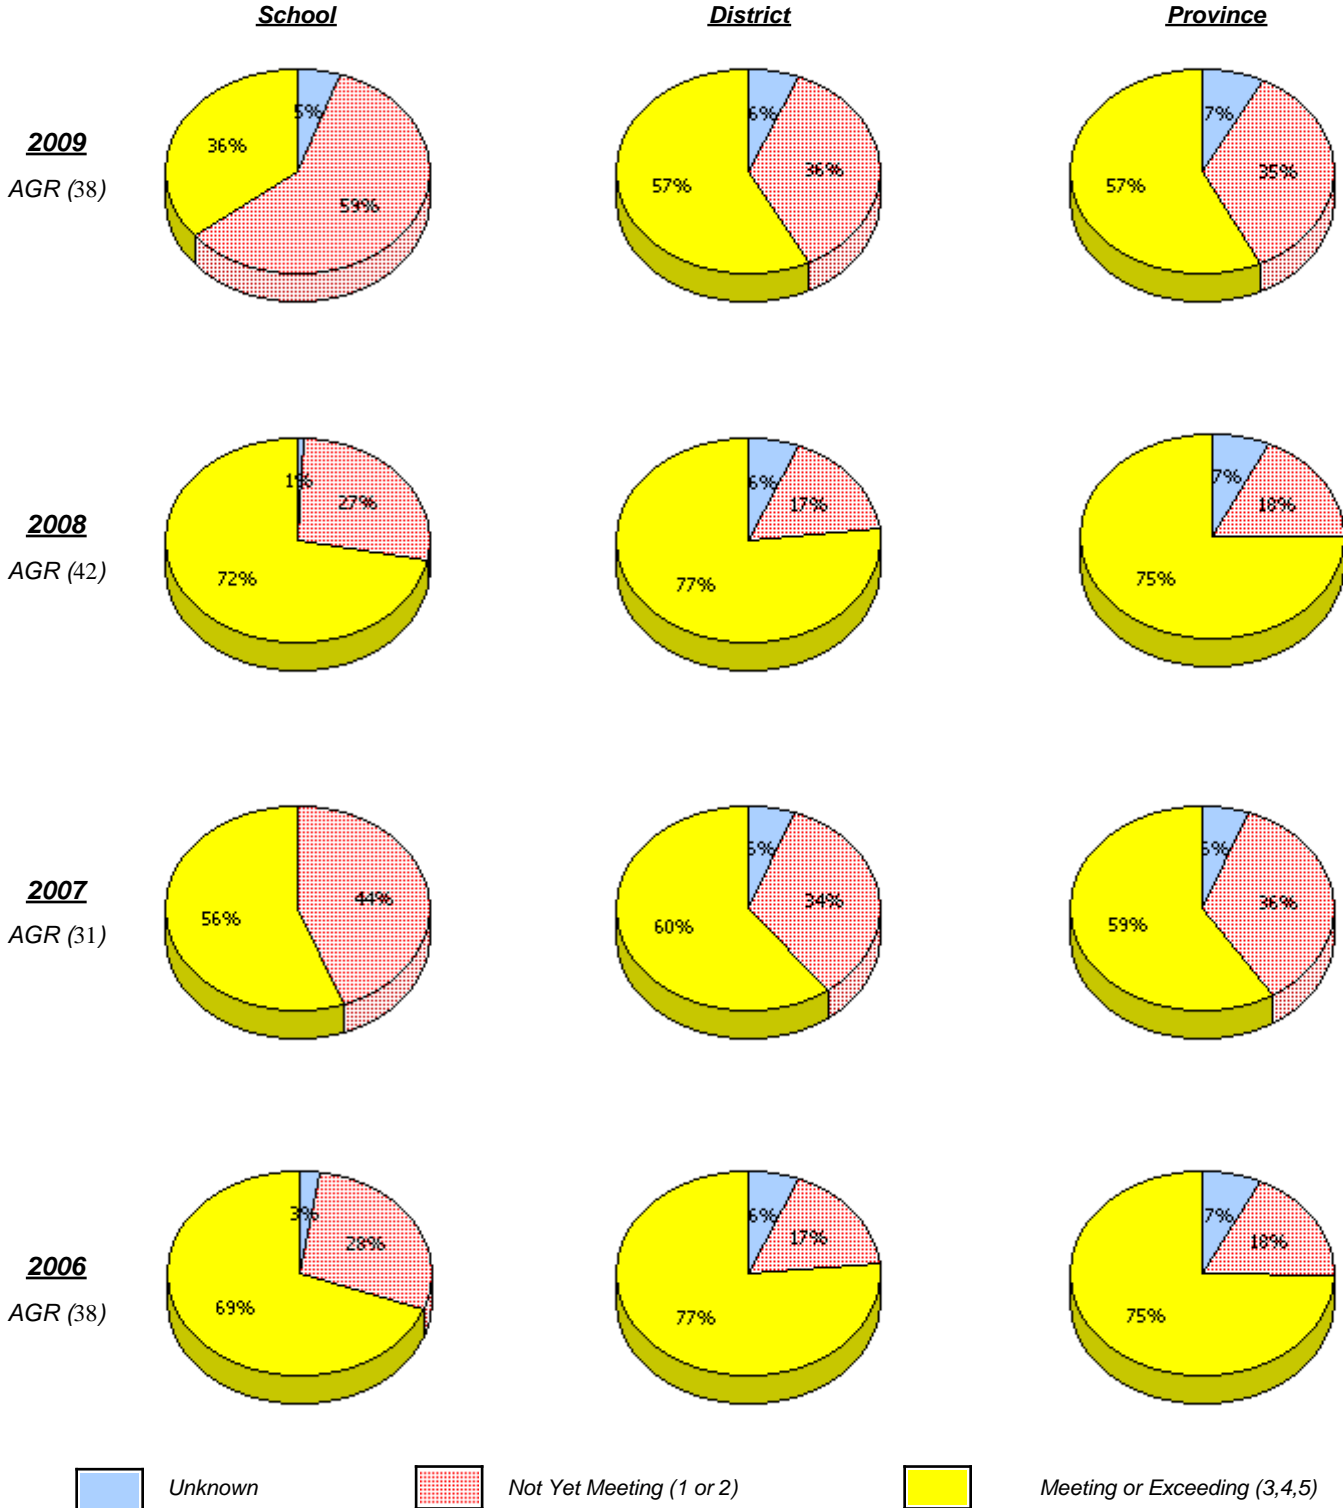 School District Province
5% 6% 7%
2009 36% 36% 35%
AGR (38) 57% 57%
59%
1% 6% 7%
27% 17% 18%
2008
AGR (42) 72% 77% 75%
44% 34% 36%
2007 56% 60% 59%
AGR (31)
3% 6% 7%
28% 17% 18%
2006
AGR (38) 69% 77% 75%
Unknown Not Yet Meeting (1 or 2) Meeting or Exceeding (3,4,5)